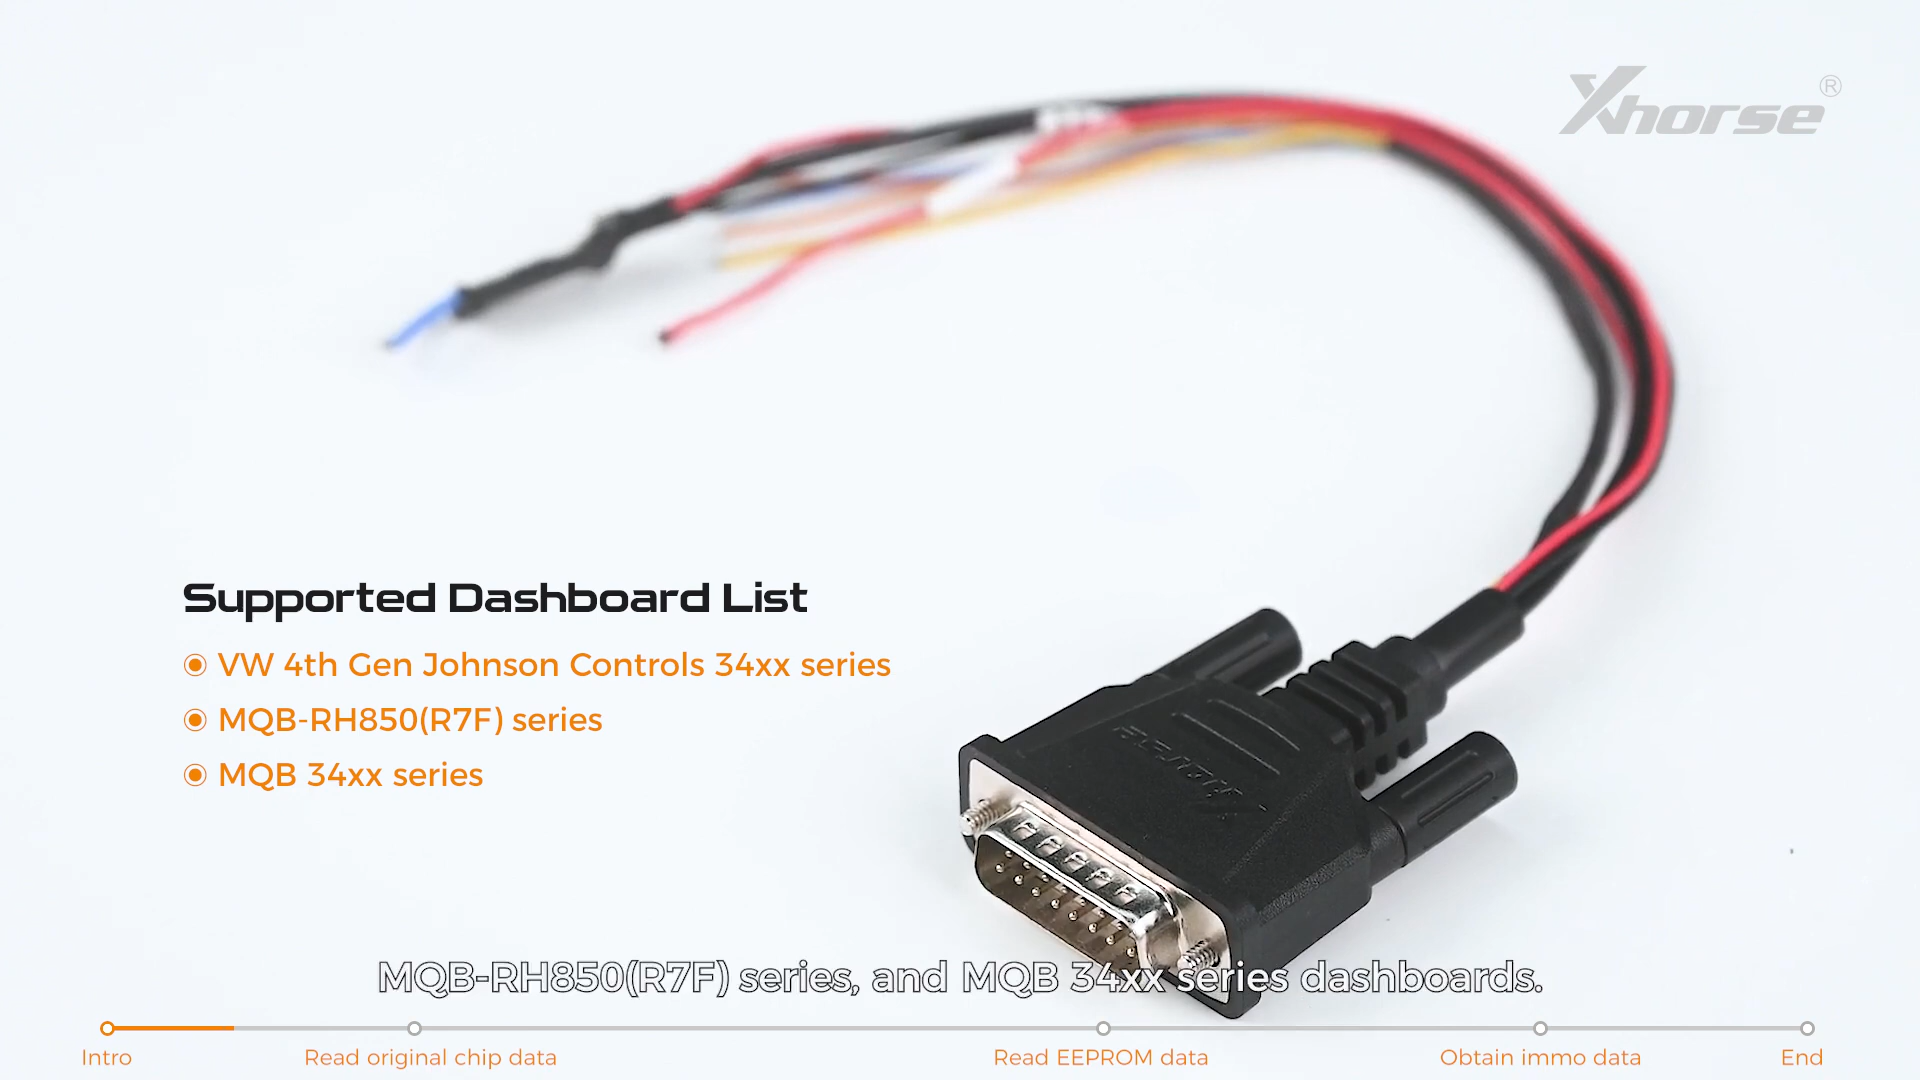 Xhorse®
Supported Dashboard List
VW 4th Gen Johnson Controls 34xx series
MQB-RH850(R7F) series
MQB 34xx series
MQB-RH850(R7F) series, and MQB 34xx series dashboards.
Intro
Read original chip data
Read EEPROM data
Obtain immo data
End